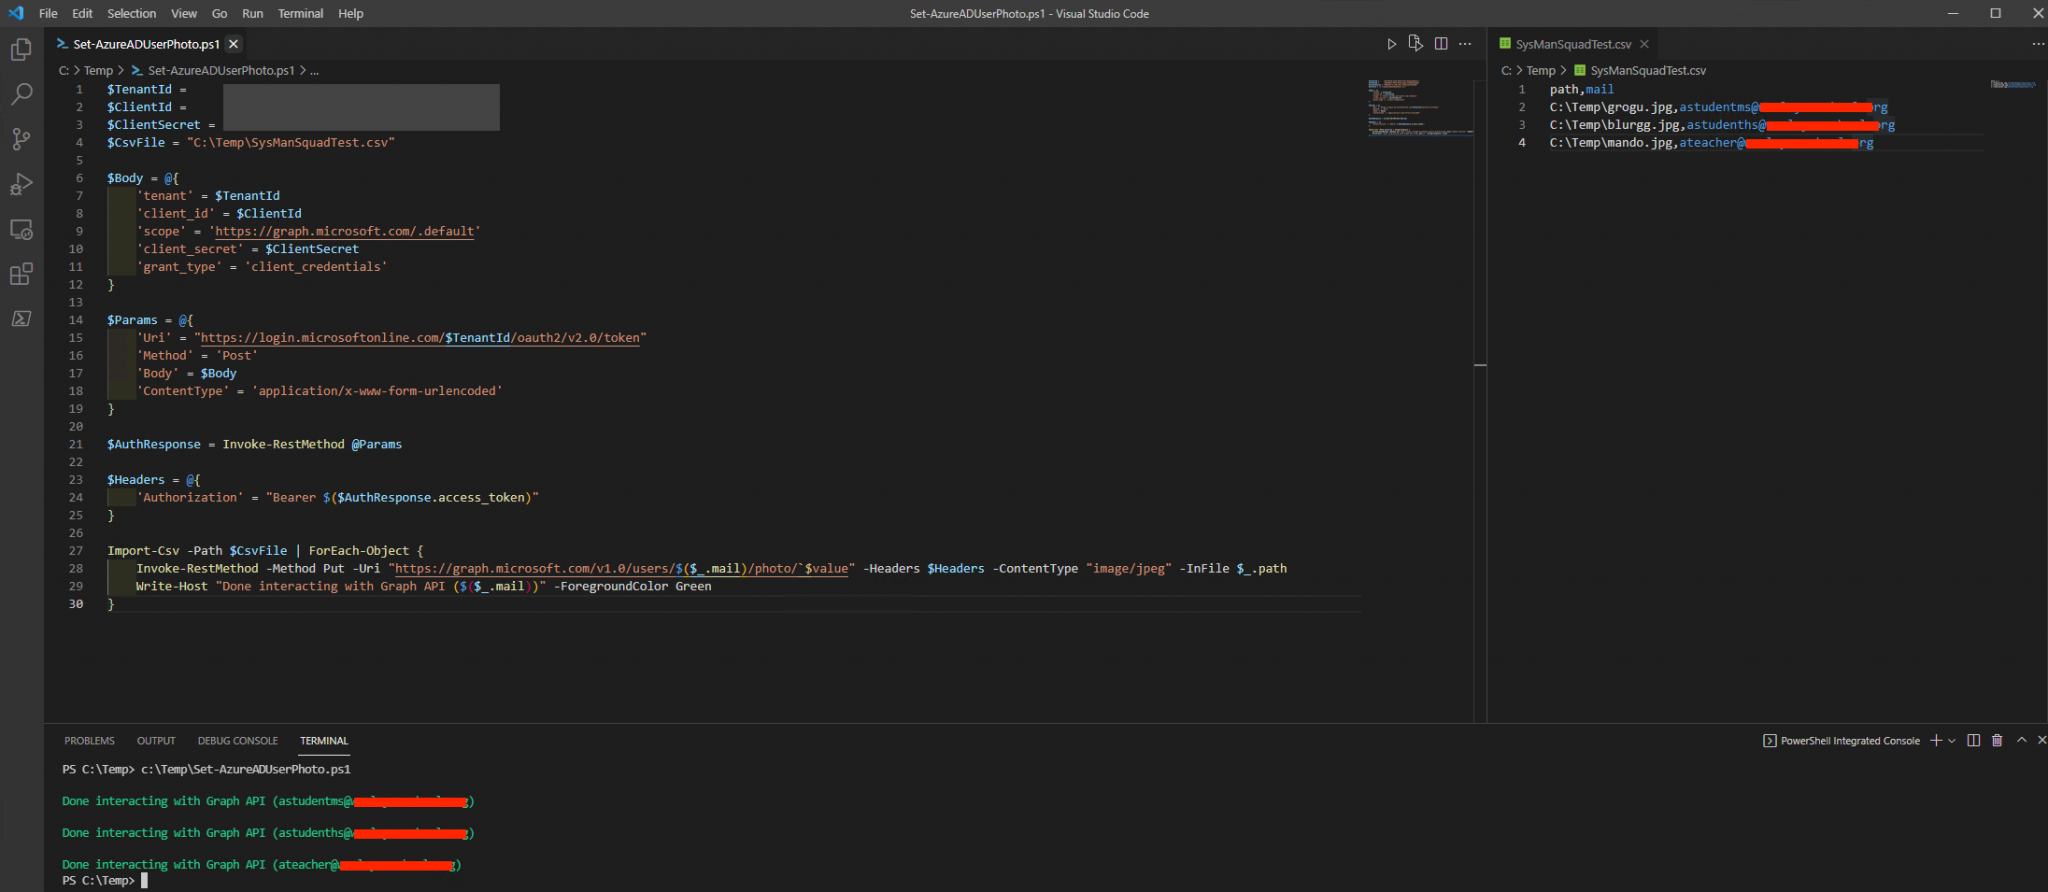 File Edit Selection View Go Run Terminal Help
Set-AzureADUserPhoto.ps1 - Visual Studio Code
Set-AzureADUserPhoto.ps1
C: > Temp > Set-AzureADUserPhoto.ps1 > ...
1 $TenantId =
2 $ClientId =
3 $ClientSecret =
4 $CsvFile = "C:\Temp\SysManSquadTest.csv"
5
6 $Body = @{
7 'tenant' = $TenantId
8 'client_id' = $ClientId
9 'scope' = 'https://graph.microsoft.com/.default'
10 'client_secret' = $ClientSecret
11 'grant_type' = 'client_credentials'
12 }
13
14 $Params = @{
15 'Uri' = "https://login.microsoftonline.com/$TenantId/oauth2/v2.0/token"
16 'Method' = 'Post'
17 'Body' = $Body
18 'ContentType' = 'application/x-www-form-urlencoded'
19 }
20
21 $AuthResponse = Invoke-RestMethod @Params
22
23 $Headers = @{
24 'Authorization' = "Bearer $($AuthResponse.access_token)"
25 }
26
27 Import-Csv -Path $CsvFile | ForEach-Object {
28 Invoke-RestMethod -Method Put -Uri "https://graph.microsoft.com/v1.0/users/$($_.mail)/photo/`$value" -Headers $Headers -ContentType "image/jpeg" -InFile $_.path
29 Write-Host "Done interacting with Graph API ($($_.mail))" -ForegroundColor Green
30 }
SysManSquadTest.csv
C: > Temp > SysManSquadTest.csv
1 path,mail
2 C:\Temp\grogu.jpg,astudentms@ rg
3 C:\Temp\blurgg.jpg,astudenths@ rg
4 C:\Temp\mando.jpg,ateacher@ rg
PROBLEMS OUTPUT DEBUG CONSOLE TERMINAL
PowerShell Integrated Console
PS C:\Temp> c:\Temp\Set-AzureADUserPhoto.ps1
Done interacting with Graph API (astudentms@ )
Done interacting with Graph API (astudenths@ )
Done interacting with Graph API (ateacher@ )
PS C:\Temp>